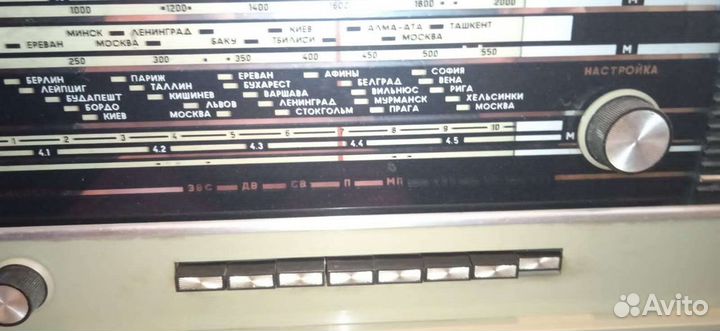 1000 ·1200· 1400 1600 1800· 2000 М
МИНСК ЛЕНИНГРАД КИЕВ АЛМА-АТА ТАШКЕНТ
ЕРЕВАН МОСКВА БАКУ ТБИЛИСИ МОСКВА М
250 300 350 400 450 500 550
НАСТРОЙКА
БЕРЛИН ПАРИЖ ЕРЕВАН АФИНЫ СОФИЯ
ЛЕЙПЦИГ ТАЛЛИН БУХАРЕСТ БЕЛГРАД ВЕНА
БУДАПЕШТ КИШИНЕВ ВАРШАВА ВИЛЬНЮС РИГА
БОРДО ЛЬВОВ ЛЕНИНГРАД МУРМАНСК ХЕЛЬСИНКИ
КИЕВ МОСКВА СТОКГОЛЬМ ПРАГА МОСКВА
1 2 3 4 5 6 7 8 9 10 М
4.1 4.2 4.3 4.4 4.5
ЗВС ДВ СВ П МП
Avito